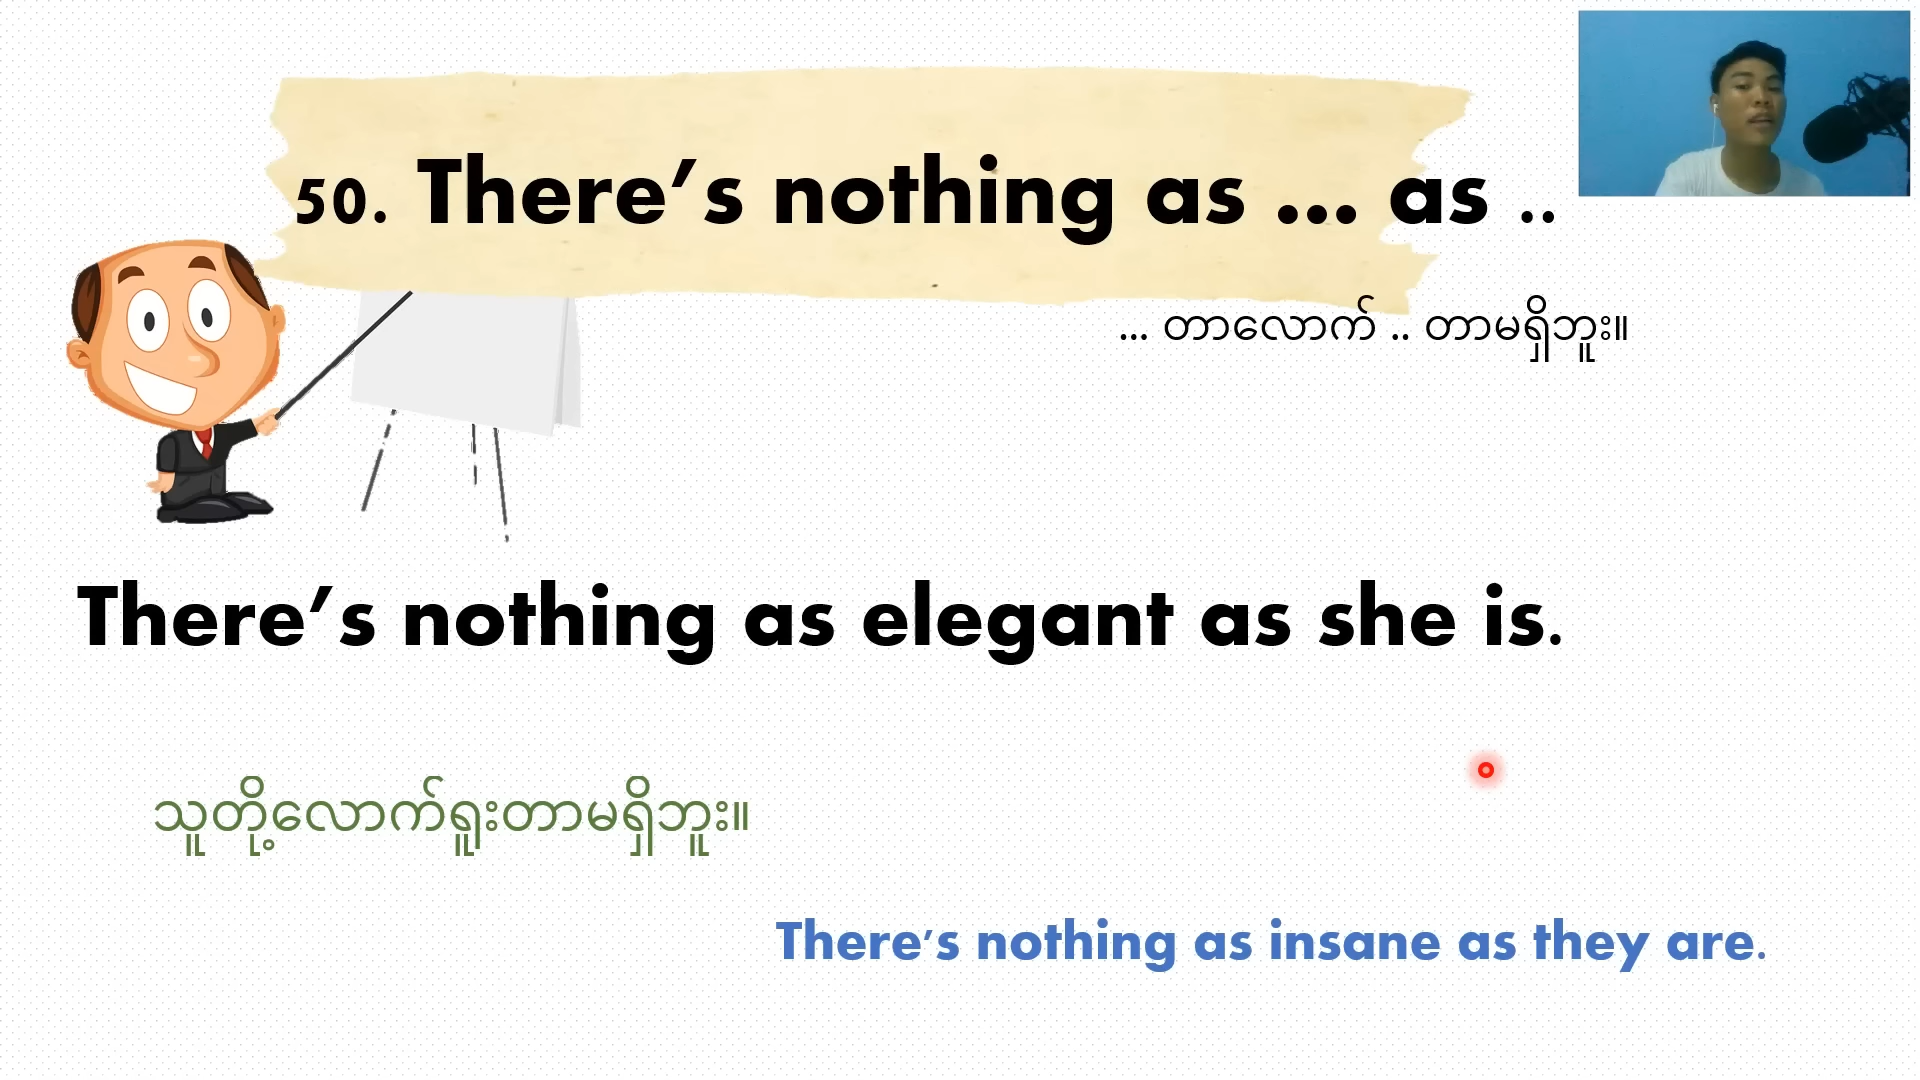 50. There’s nothing as ... as ..
... တာလောက် .. တာမရှိဘူး။
There’s nothing as elegant as she is.
သူတို့လောက်ရူးတာမရှိဘူး။
There’s nothing as insane as they are.